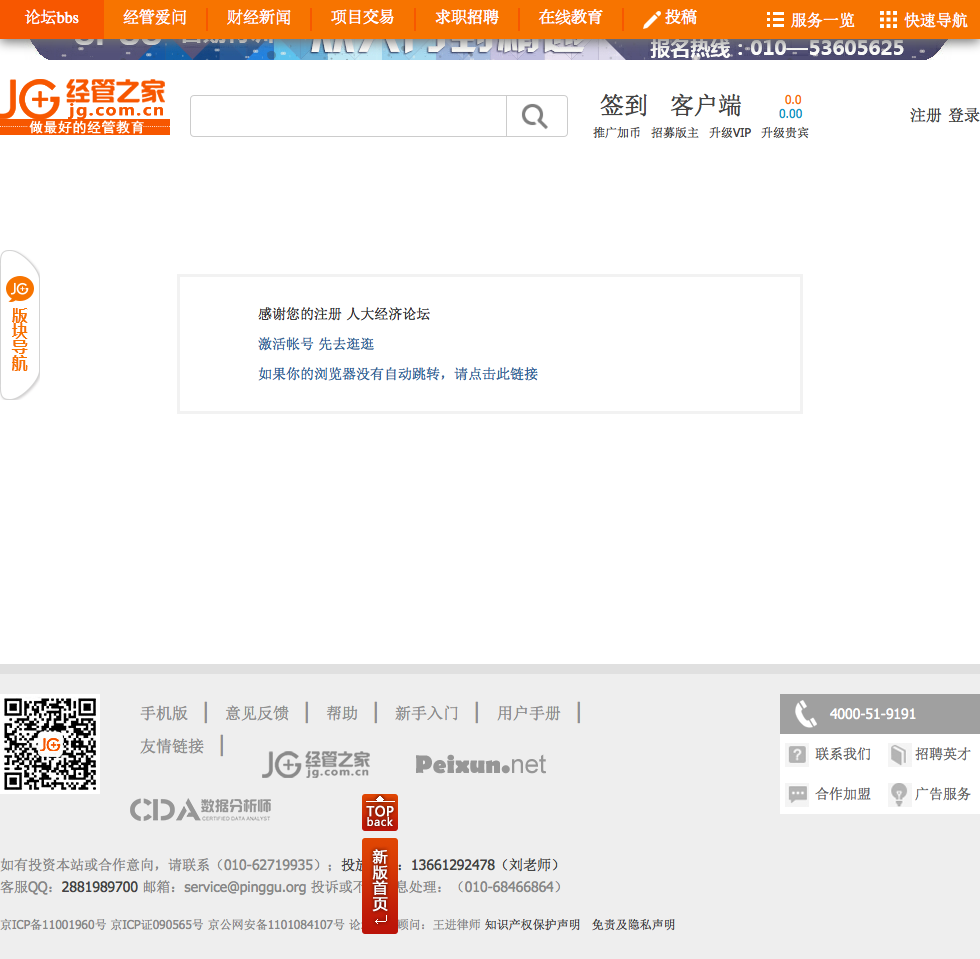 论坛bbs 经管爱问 财经新闻 项目交易 求职招聘 在线教育 投稿 服务一览 快速导航
报名热线：010—53605625
JG 经管之家
jg.com.cn
做最好的经管教育
签到 客户端 0.0
0.00
推广加币 招募版主 升级VIP 升级贵宾
注册 登录
JG
版块导航
感谢您的注册 人大经济论坛
激活帐号 先去逛逛
如果你的浏览器没有自动跳转，请点击此链接
手机版 意见反馈 帮助 新手入门 用户手册
友情链接
JG 经管之家
jg.com.cn
Peixun.net
CDA 数据分析师
CERTIFIED DATA ANALYST
JG
4000-51-9191
联系我们 招聘英才
合作加盟 广告服务
TOP
back
新版首页
如有投资本站或合作意向，请联系（010-62719935）；投放 ：13661292478（刘老师）
客服QQ：2881989700 邮箱：service@pinggu.org 投诉或不 息处理：（010-68466864）
京ICP备11001960号 京ICP证090565号 京公网安备1101084107号 论 顾问：王进律师 知识产权保护声明 免责及隐私声明